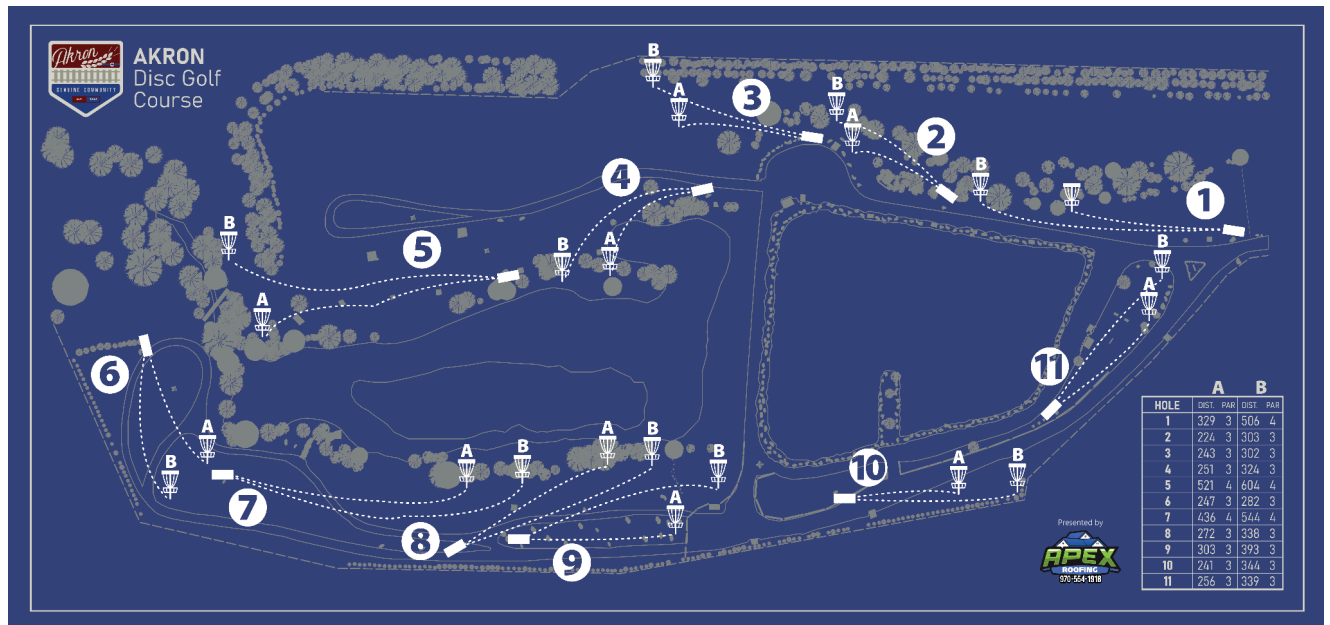 Akron
GENUINE COMMUNITY
AKRON
Disc Golf
Course
B
A
3
B
A
2
B
1
4
B
A
5
B
A
B
A
11
B
A
6
A
B
7
A
B
8
A
B
9
B
A
10
A
B
A B
HOLE DIST. PAR DIST. PAR
1 329 3 506 4
2 224 3 303 3
3 243 3 302 3
4 251 3 324 3
5 521 4 604 4
6 247 3 282 3
7 436 4 544 4
8 272 3 338 3
9 303 3 393 3
10 241 3 344 3
11 256 3 339 3
Presented by
APEX
ROOFING
970-554-1918